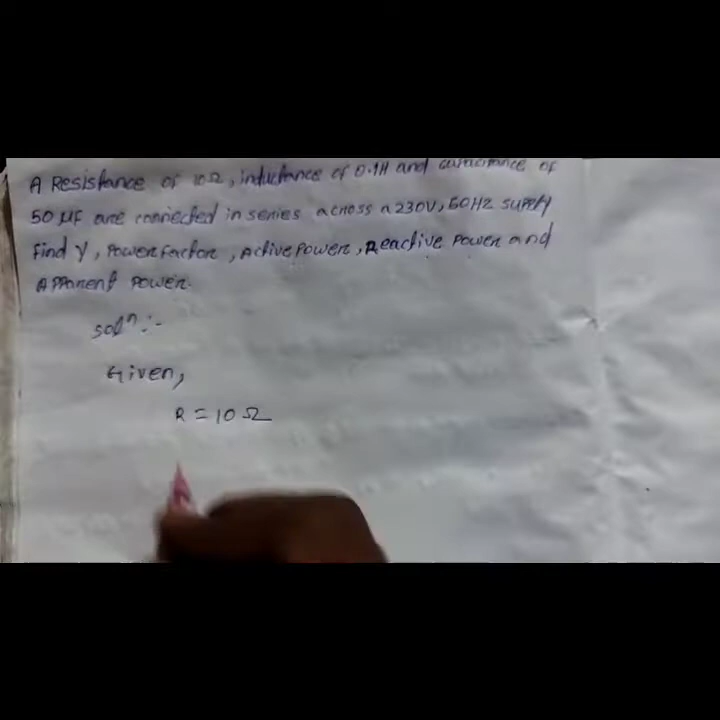 A Resistance of 10Ω, inductance of 0.1H and capacitance of
50 μF are connected in series across a 230V, 50HZ supply
Find Y, Power Factor, Active Power, Reactive Power and
Apparent Power.
Solⁿ :-
Given,
R = 10 Ω